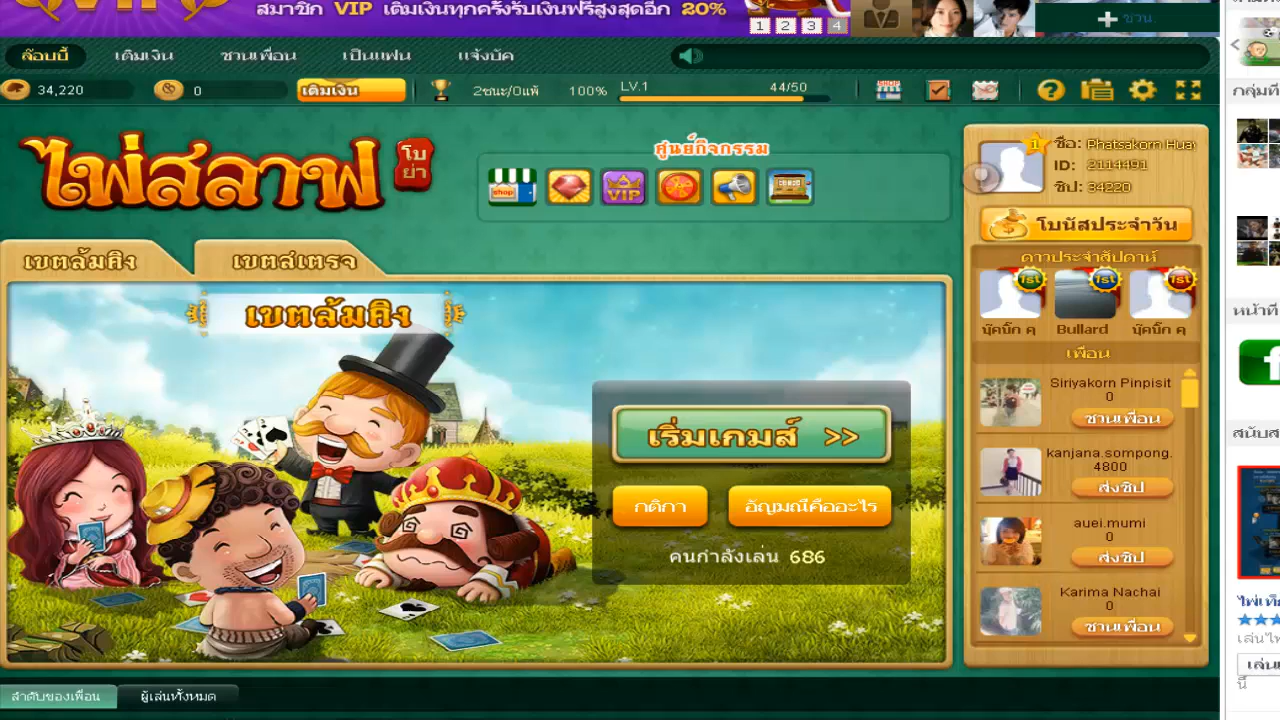 VIP
สมาชิก VIP เติมเงินทุกครั้งรับเงินฟรีสูงสุดอีก 20%
1 2 3 4
ชวน
ล๊อบบี้ เติมเงิน ชวนเพื่อน เป็นแฟน แจ้งบัค
34,220 0 เติมเงิน 2ชนะ/0แพ้ 100% LV.1 44/50
ไพ่สลาฟ
โบ
ย่า
ศูนย์กิจกรรม
shop
VIP
1
ชื่อ: Phatsakorn Huay
ID: 2114491
ชิป: 34220
โบนัสประจำวัน
ดาวประจำสัปดาห์
1st 1st 1st
นุ๊คบิ๊ก คุ Bullard นุ๊คบิ๊ก คุ
เพื่อน
Siriyakorn Pinpisit
0
ชวนเพื่อน
kanjana.sompong.
4800
ส่งชิป
auei.mumi
0
ส่งชิป
Karima Nachai
0
ชวนเพื่อน
เขตล้มคิง เขตสเตรจ
เขตล้มคิง
เริ่มเกมส์ >>
กติกา อัญมณีคืออะไร
คนกำลังเล่น 686
ลำดับของเพื่อน ผู้เล่นทั้งหมด
กลุ่มที่
หน้าที่
สนับส
เล่นไพ
นี้